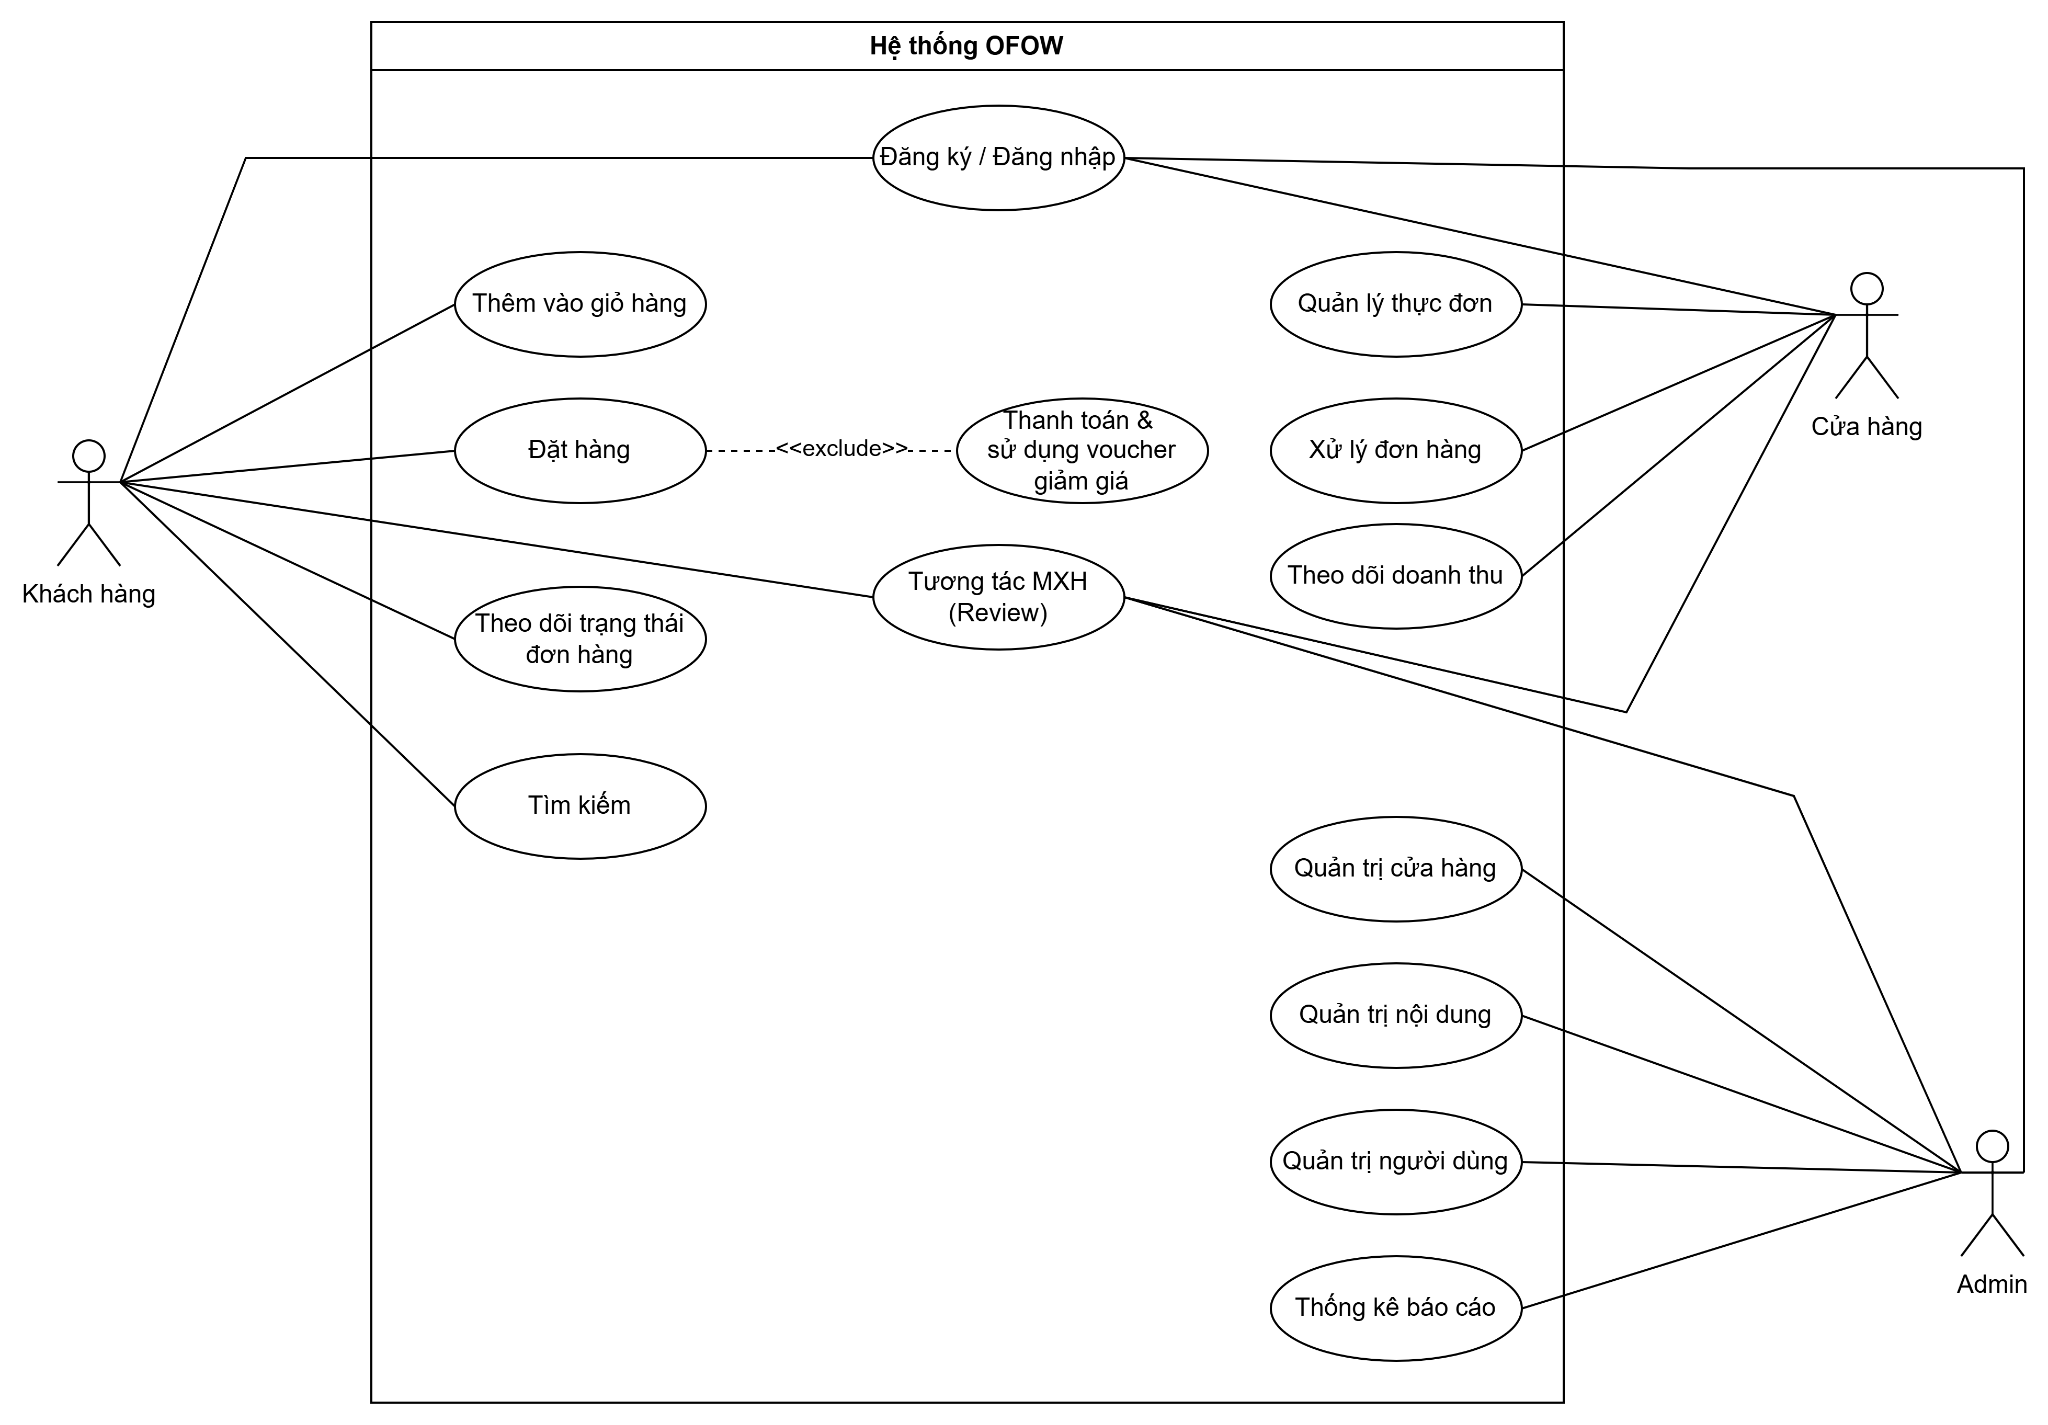 Hệ thống OFOW
Đăng ký / Đăng nhập
Thêm vào giỏ hàng
Quản lý thực đơn
Cửa hàng
Đặt hàng
<<exclude>>
Thanh toán &
sử dụng voucher
giảm giá
Xử lý đơn hàng
Khách hàng
Tương tác MXH
(Review)
Theo dõi doanh thu
Theo dõi trạng thái
đơn hàng
Tìm kiếm
Quản trị cửa hàng
Quản trị nội dung
Quản trị người dùng
Admin
Thống kê báo cáo